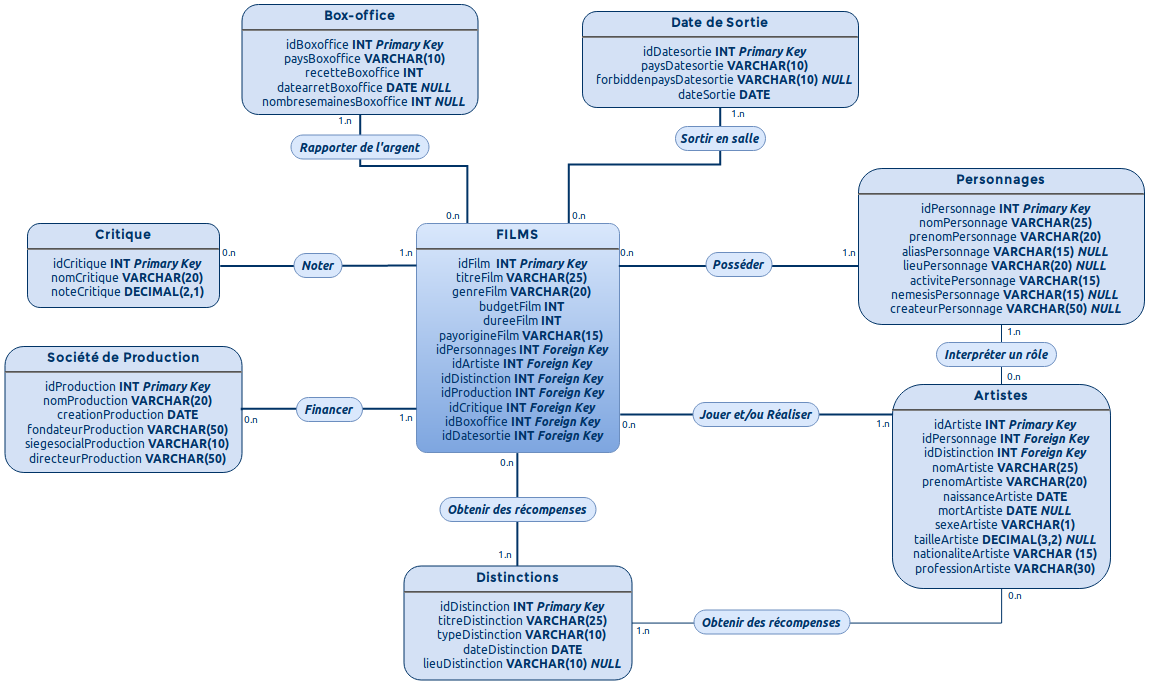 Box-office
idBoxoffice INT Primary Key
paysBoxoffice VARCHAR(10)
recetteBoxoffice INT
datearretBoxoffice DATE NULL
nombresemainesBoxoffice INT NULL
1.n
Rapporter de l'argent
0.n
Date de Sortie
idDatesortie INT Primary Key
paysDatesortie VARCHAR(10)
forbiddenpaysDatesortie VARCHAR(10) NULL
dateSortie DATE
1.n
Sortir en salle
0.n
Personnages
idPersonnage INT Primary Key
nomPersonnage VARCHAR(25)
prenomPersonnage VARCHAR(20)
aliasPersonnage VARCHAR(15) NULL
lieuPersonnage VARCHAR(20) NULL
activitePersonnage VARCHAR(15)
nemesisPersonnage VARCHAR(15) NULL
createurPersonnage VARCHAR(50) NULL
Critique
idCritique INT Primary Key
nomCritique VARCHAR(20)
noteCritique DECIMAL(2,1)
0.n
Noter
1.n
FILMS
idFilm INT Primary Key
titreFilm VARCHAR(25)
genreFilm VARCHAR(20)
budgetFilm INT
dureeFilm INT
payorigineFilm VARCHAR(15)
idPersonnages INT Foreign Key
idArtiste INT Foreign Key
idDistinction INT Foreign Key
idProduction INT Foreign Key
idCritique INT Foreign Key
idBoxoffice INT Foreign Key
idDatesortie INT Foreign Key
0.n
Posséder
1.n
1.n
Interpréter un rôle
0.n
Société de Production
idProduction INT Primary Key
nomProduction VARCHAR(20)
creationProduction DATE
fondateurProduction VARCHAR(50)
siegesocialProduction VARCHAR(10)
directeurProduction VARCHAR(50)
0.n
Financer
1.n
0.n
Jouer et/ou Réaliser
1.n
Artistes
idArtiste INT Primary Key
idPersonnage INT Foreign Key
idDistinction INT Foreign Key
nomArtiste VARCHAR(25)
prenomArtiste VARCHAR(20)
naissanceArtiste DATE
mortArtiste DATE NULL
sexeArtiste VARCHAR(1)
tailleArtiste DECIMAL(3,2) NULL
nationaliteArtiste VARCHAR (15)
professionArtiste VARCHAR(30)
0.n
0.n
Obtenir des récompenses
1.n
Distinctions
idDistinction INT Primary Key
titreDistinction VARCHAR(25)
typeDistinction VARCHAR(10)
dateDistinction DATE
lieuDistinction VARCHAR(10) NULL
1.n
Obtenir des récompenses